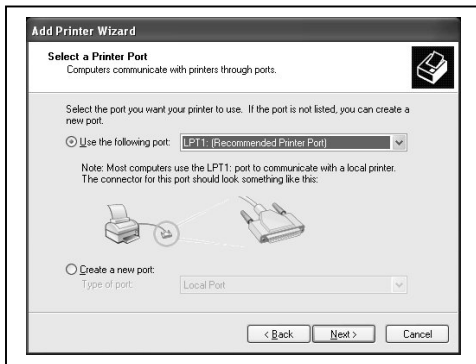 Add Printer Wizard
Select a Printer Port
Computers communicate with printers through ports.
Select the port you want your printer to use. If the port is not listed, you can create a
new port.
Use the following port: LPT1: (Recommended Printer Port)
Note: Most computers use the LPT1: port to communicate with a local printer.
The connector for this port should look something like this:
Create a new port:
Type of port: Local Port
< Back Next > Cancel